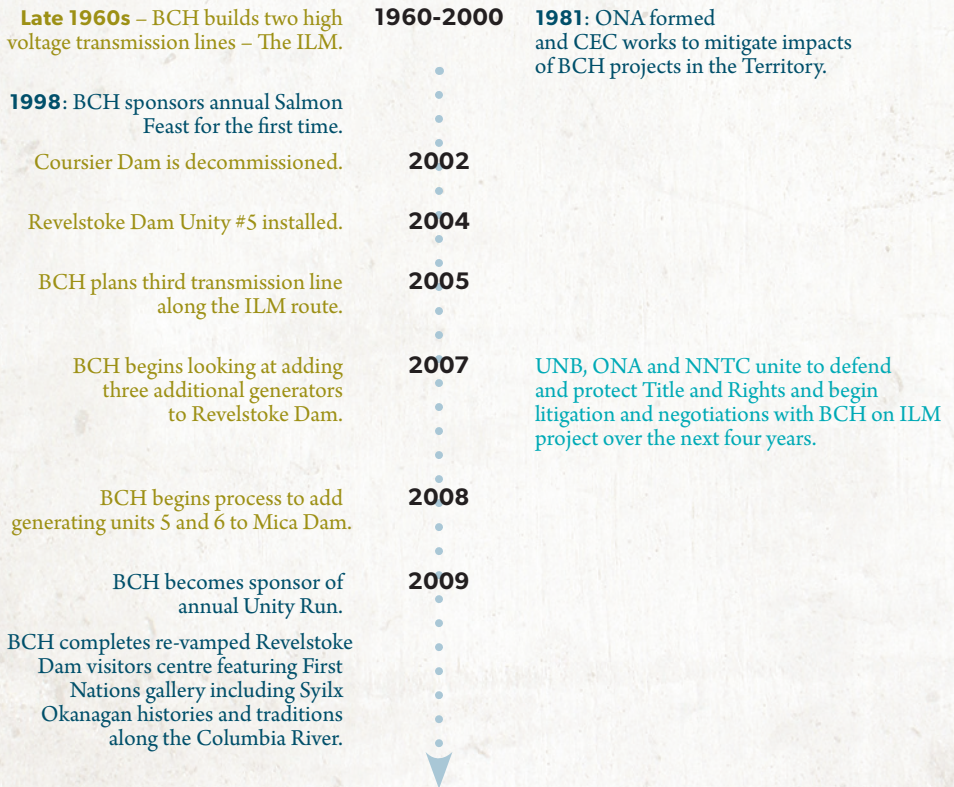 Late 1960s – BCH builds two high
voltage transmission lines – The ILM.
1960-2000
1981: ONA formed
and CEC works to mitigate impacts
of BCH projects in the Territory.
1998: BCH sponsors annual Salmon
Feast for the first time.
Coursier Dam is decommissioned.
2002
Revelstoke Dam Unity #5 installed.
2004
BCH plans third transmission line
along the ILM route.
2005
BCH begins looking at adding
three additional generators
to Revelstoke Dam.
2007
UNB, ONA and NNTC unite to defend
and protect Title and Rights and begin
litigation and negotiations with BCH on ILM
project over the next four years.
BCH begins process to add
generating units 5 and 6 to Mica Dam.
2008
BCH becomes sponsor of
annual Unity Run.
2009
BCH completes re-vamped Revelstoke
Dam visitors centre featuring First
Nations gallery including Syilx
Okanagan histories and traditions
along the Columbia River.